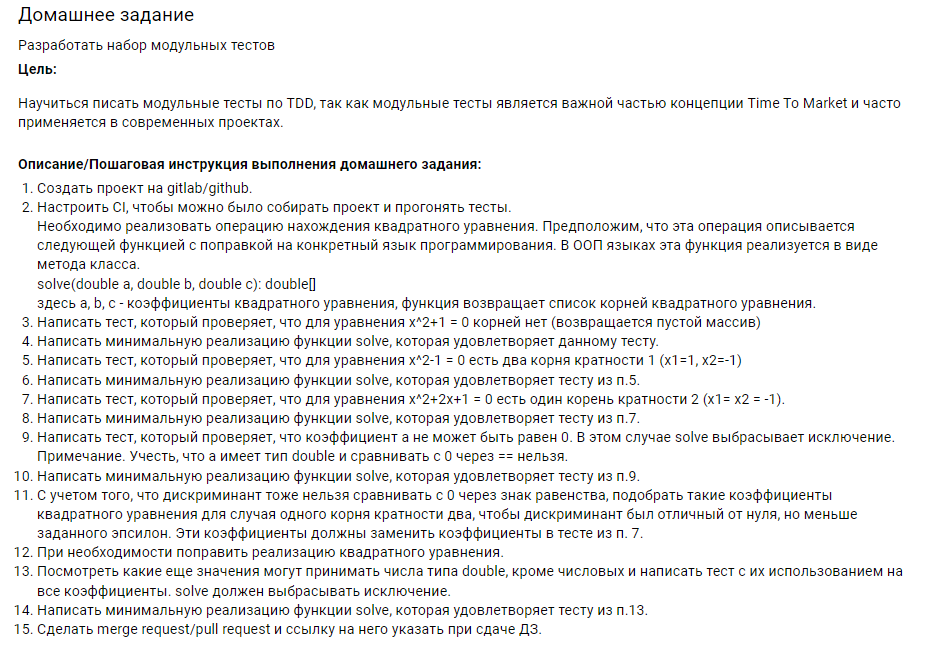 Домашнее задание
Разработать набор модульных тестов
Цель:
Научиться писать модульные тесты по TDD, так как модульные тесты является важной частью концепции Time To Market и часто
применяется в современных проектах.
Описание/Пошаговая инструкция выполнения домашнего задания:
1. Создать проект на gitlab/github.
2. Настроить CI, чтобы можно было собирать проект и прогонять тесты.
Необходимо реализовать операцию нахождения квадратного уравнения. Предположим, что эта операция описывается
следующей функцией с поправкой на конкретный язык программирования. В ООП языках эта функция реализуется в виде
метода класса.
solve(double a, double b, double c): double[]
здесь a, b, c - коэффициенты квадратного уравнения, функция возвращает список корней квадратного уравнения.
3. Написать тест, который проверяет, что для уравнения x^2+1 = 0 корней нет (возвращается пустой массив)
4. Написать минимальную реализацию функции solve, которая удовлетворяет данному тесту.
5. Написать тест, который проверяет, что для уравнения x^2-1 = 0 есть два корня кратности 1 (x1=1, x2=-1)
6. Написать минимальную реализацию функции solve, которая удовлетворяет тесту из п.5.
7. Написать тест, который проверяет, что для уравнения x^2+2x+1 = 0 есть один корень кратности 2 (x1= x2 = -1).
8. Написать минимальную реализацию функции solve, которая удовлетворяет тесту из п.7.
9. Написать тест, который проверяет, что коэффициент a не может быть равен 0. В этом случае solve выбрасывает исключение.
Примечание. Учесть, что a имеет тип double и сравнивать с 0 через == нельзя.
10. Написать минимальную реализацию функции solve, которая удовлетворяет тесту из п.9.
11. С учетом того, что дискриминант тоже нельзя сравнивать с 0 через знак равенства, подобрать такие коэффициенты
квадратного уравнения для случая одного корня кратности два, чтобы дискриминант был отличный от нуля, но меньше
заданного эпсилон. Эти коэффициенты должны заменить коэффициенты в тесте из п. 7.
12. При необходимости поправить реализацию квадратного уравнения.
13. Посмотреть какие еще значения могут принимать числа типа double, кроме числовых и написать тест с их использованием на
все коэффициенты. solve должен выбрасывать исключение.
14. Написать минимальную реализацию функции solve, которая удовлетворяет тесту из п.13.
15. Сделать merge request/pull request и ссылку на него указать при сдаче ДЗ.